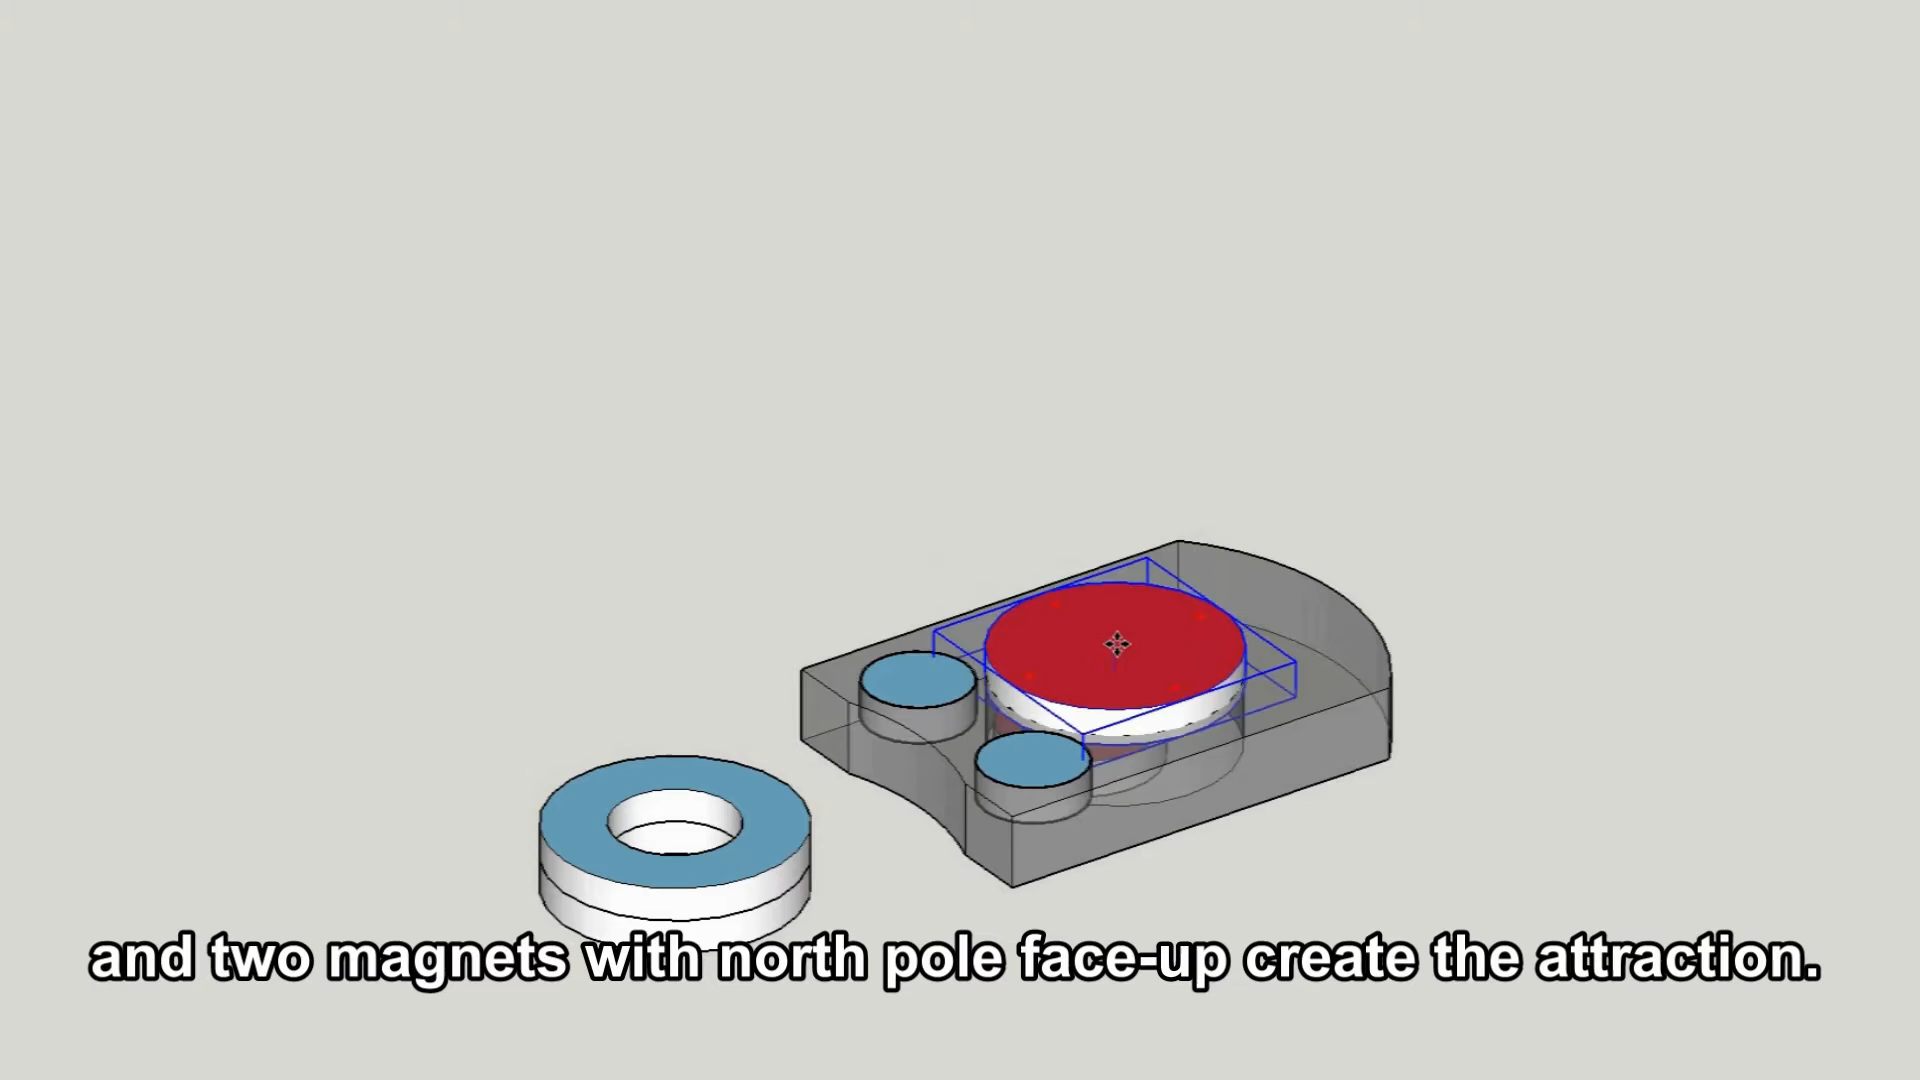 and two magnets with north pole face-up create the attraction.